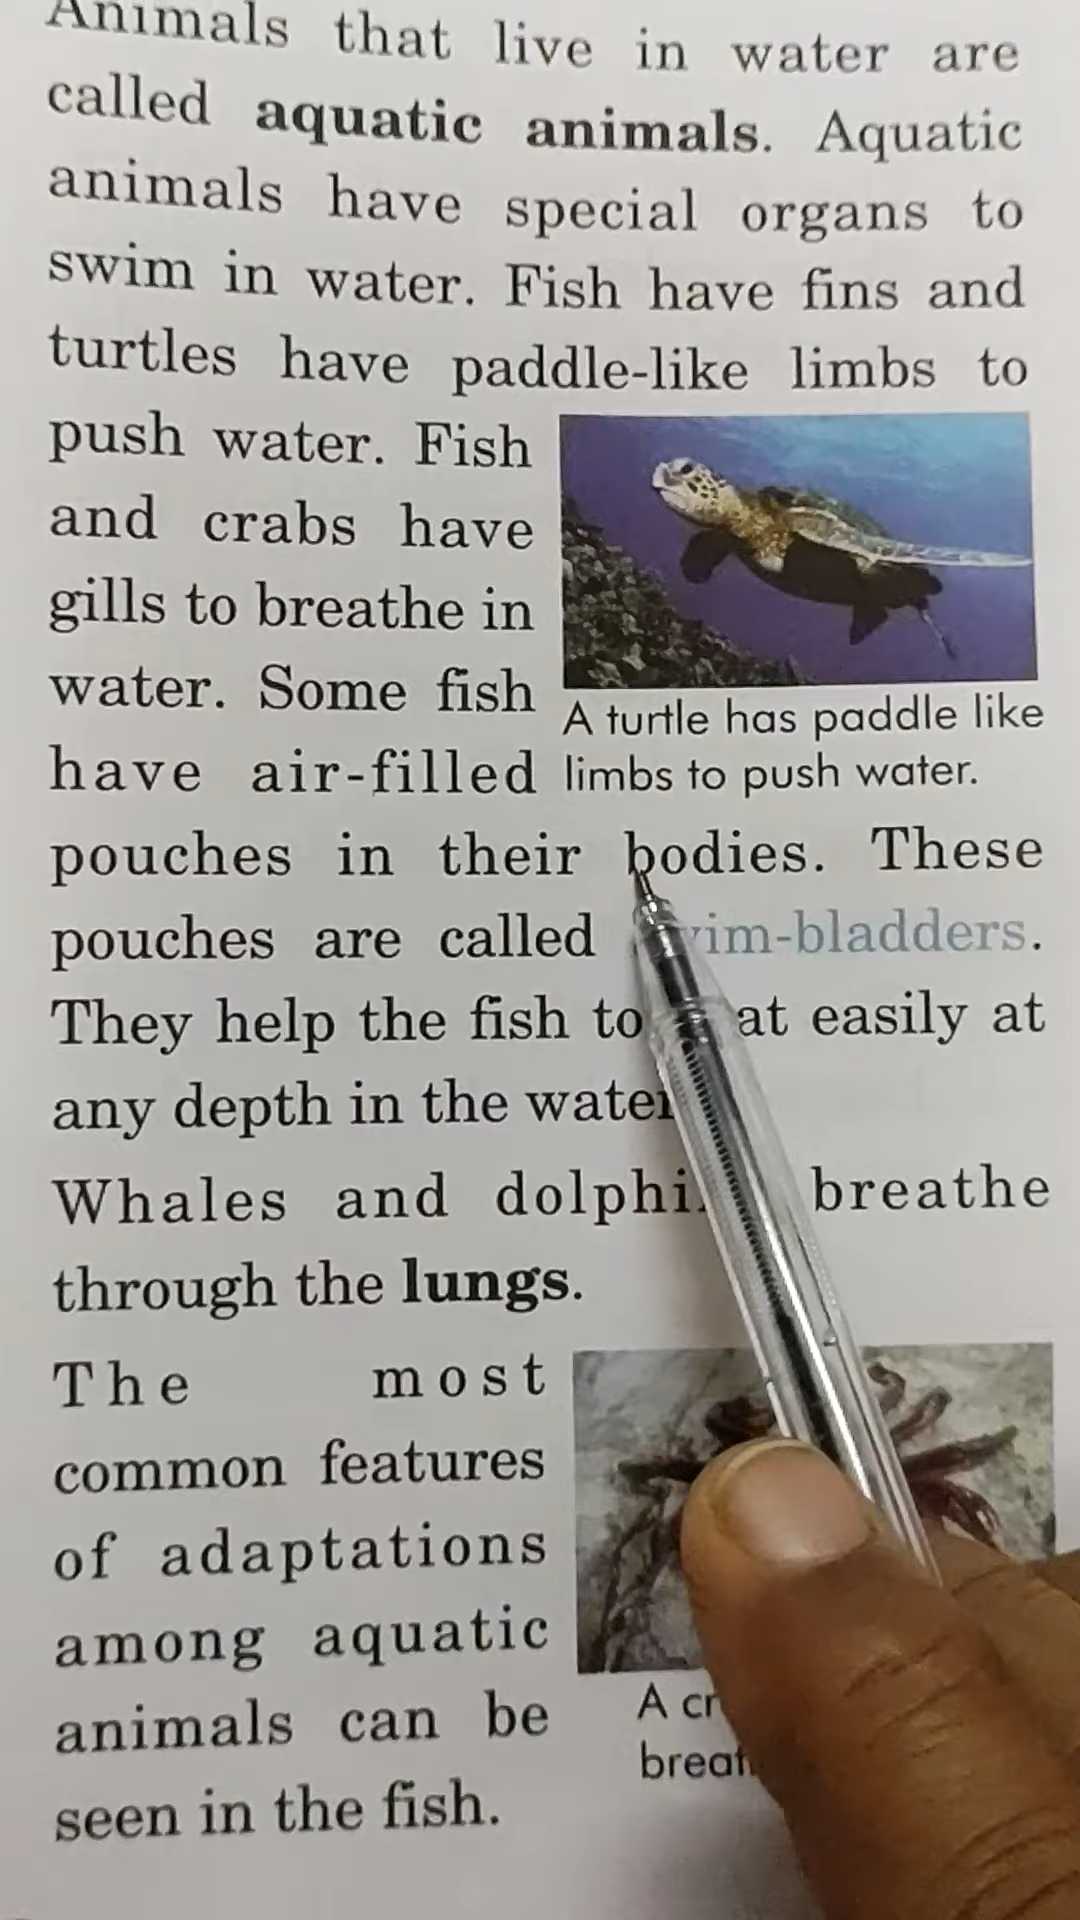 Animals that live in water are
called aquatic animals. Aquatic
animals have special organs to
swim in water. Fish have fins and
turtles have paddle-like limbs to
push water. Fish
and crabs have
gills to breathe in
water. Some fish
have air-filled
A turtle has paddle like
limbs to push water.
pouches in their bodies. These
pouches are called im-bladders.
They help the fish to at easily at
any depth in the water
Whales and dolphi breathe
through the lungs.
The most
common features
of adaptations
among aquatic
animals can be
seen in the fish.
A cr
breat